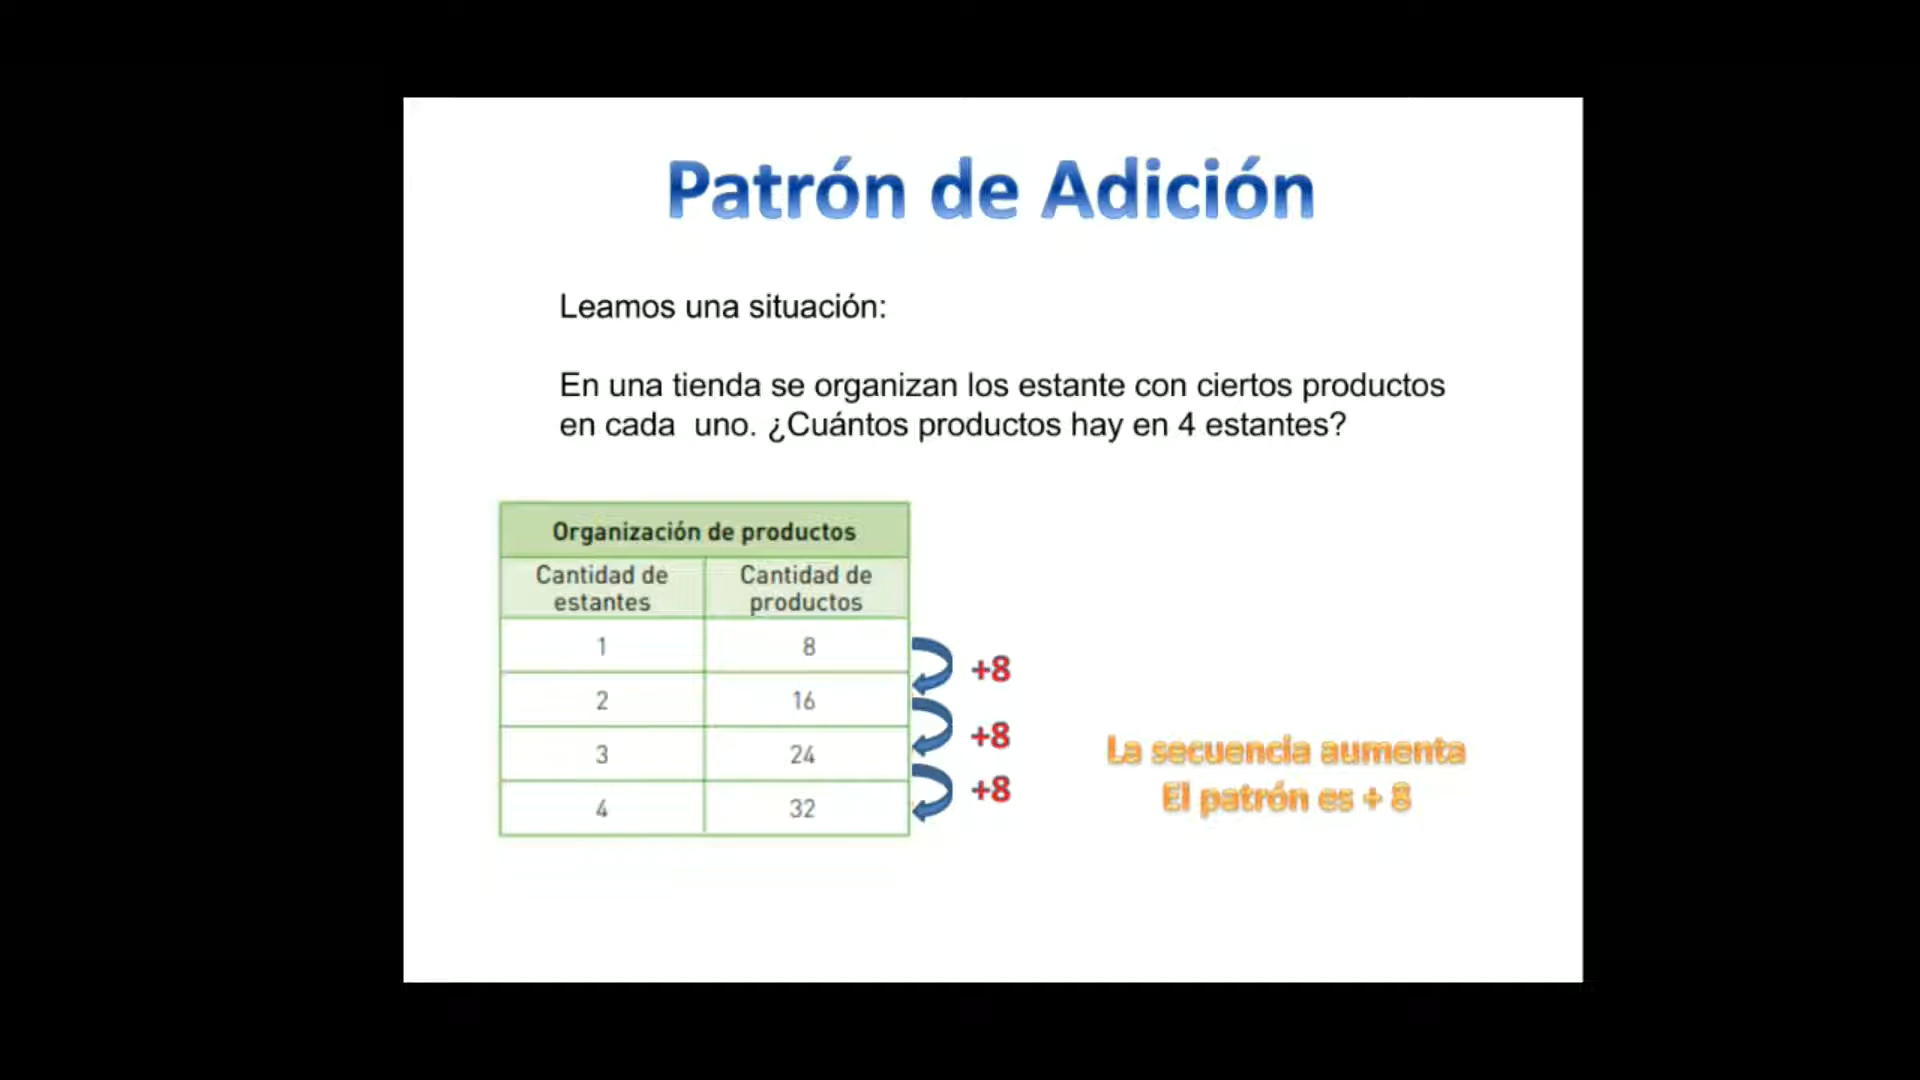 Patrón de Adición
Leamos una situación:
En una tienda se organizan los estante con ciertos productos
en cada uno. ¿Cuántos productos hay en 4 estantes?
Organización de productos
Cantidad de estantes
Cantidad de productos
1 8
2 16
3 24
4 32
+8
+8
+8
La secuencia aumenta
El patrón es + 8